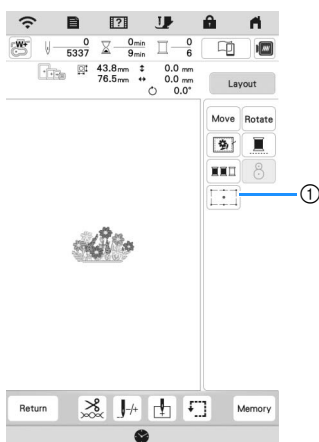 W+
0
5337
0min
9min
0
6
43.8mm
76.5mm
0.0 mm
0.0 mm
0.0°
Layout
Move
Rotate
①
Return
-/+
Memory